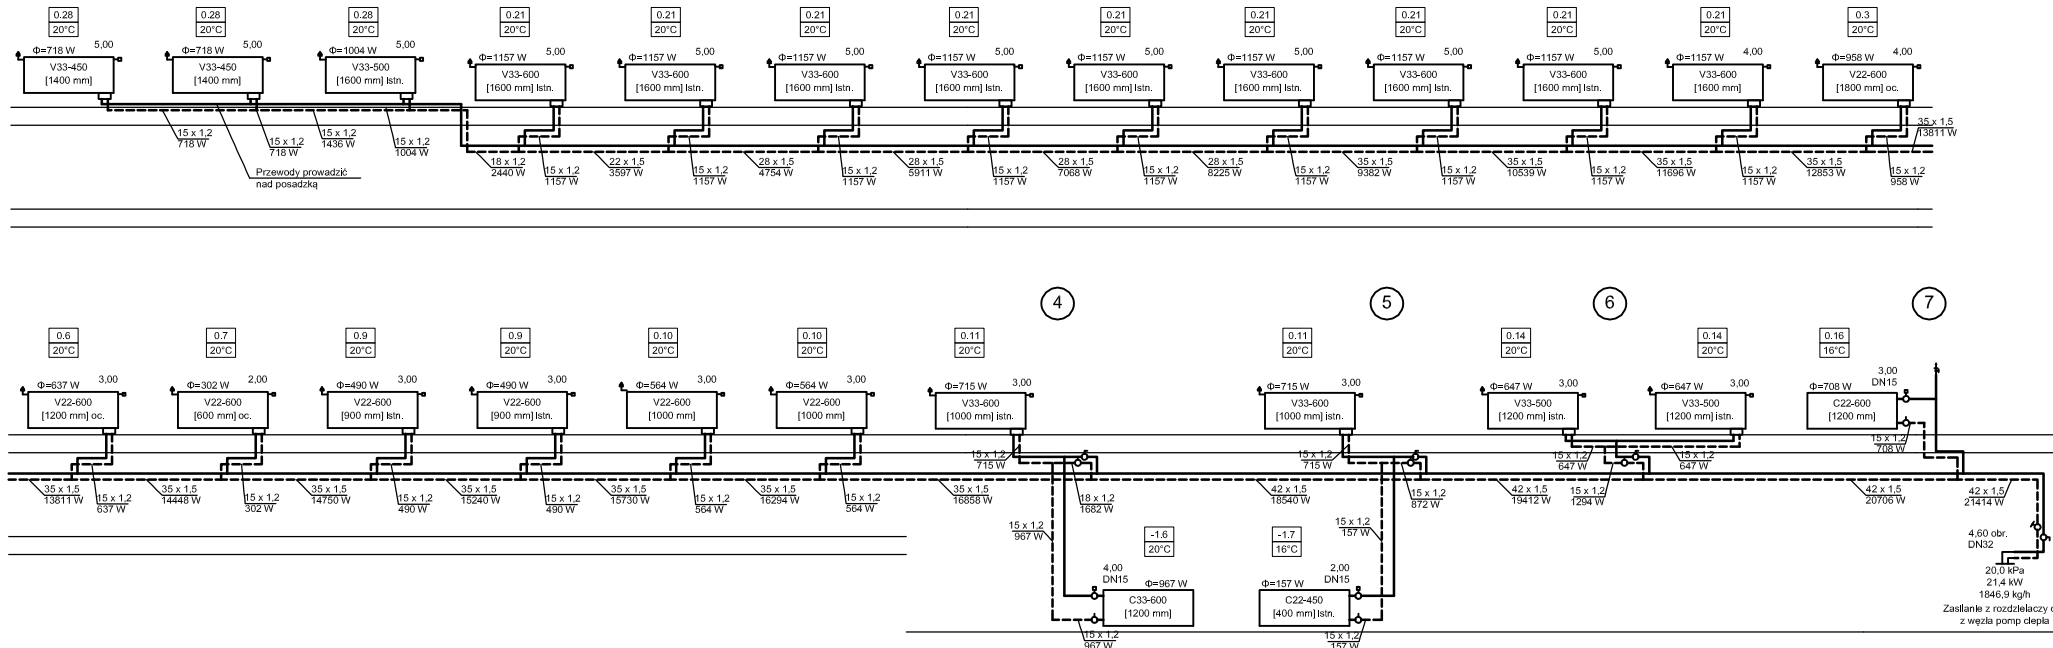 0.28 0.28 0.28 0.21 0.21 0.21 0.21 0.21 0.21 0.21 0.21 0.21 0.3
20°C 20°C 20°C 20°C 20°C 20°C 20°C 20°C 20°C 20°C 20°C 20°C 20°C
Φ=718 W 5,00 Φ=718 W 5,00 Φ=1004 W 5,00 Φ=1157 W 5,00 Φ=1157 W 5,00 Φ=1157 W 5,00 Φ=1157 W 5,00 Φ=1157 W 5,00 Φ=1157 W 5,00 Φ=1157 W 5,00 Φ=1157 W 5,00 Φ=1157 W 4,00 Φ=958 W 4,00
V33-450 V33-450 V33-500 V33-600 V33-600 V33-600 V33-600 V33-600 V33-600 V33-600 V33-600 V33-600 V22-600
[1400 mm] [1400 mm] [1600 mm] Istn. [1600 mm] Istn. [1600 mm] Istn. [1600 mm] Istn. [1600 mm] Istn. [1600 mm] Istn. [1600 mm] Istn. [1600 mm] Istn. [1600 mm] Istn. [1600 mm] [1800 mm] oc.
35 x 1,5
13811 W
15 x 1,2 15 x 1,2 15 x 1,2 15 x 1,2
718 W 718 W 1436 W 1004 W
18 x 1,2 15 x 1,2 22 x 1,5 15 x 1,2 28 x 1,5 15 x 1,2 28 x 1,5 15 x 1,2 28 x 1,5 15 x 1,2 28 x 1,5 15 x 1,2 35 x 1,5 15 x 1,2 35 x 1,5 15 x 1,2 35 x 1,5 15 x 1,2 35 x 1,5 15 x 1,2
2440 W 1157 W 3597 W 1157 W 4754 W 1157 W 5911 W 1157 W 7068 W 1157 W 8225 W 1157 W 9382 W 1157 W 10539 W 1157 W 11696 W 1157 W 12853 W 958 W
Przewody prowadzić
nad posadzką
4 5 6 7
0.6 0.7 0.9 0.9 0.10 0.10 0.11 0.11 0.14 0.14 0.16
20°C 20°C 20°C 20°C 20°C 20°C 20°C 20°C 20°C 20°C 16°C
Φ=637 W 3,00 Φ=302 W 2,00 Φ=490 W 3,00 Φ=490 W 3,00 Φ=564 W 3,00 Φ=564 W 3,00 Φ=715 W 3,00 Φ=715 W 3,00 Φ=647 W 3,00 Φ=647 W 3,00 Φ=708 W 3,00
DN15
V22-600 V22-600 V22-600 V22-600 V22-600 V22-600 V33-600 V33-600 V33-500 V33-500 C22-600
[1200 mm] oc. [600 mm] oc. [900 mm] Istn. [900 mm] Istn. [1000 mm] [1000 mm] [1000 mm] istn. [1000 mm] istn. [1200 mm] istn. [1200 mm] istn. [1200 mm]
15 x 1,2 15 x 1,2 15 x 1,2 15 x 1,2 15 x 1,2
715 W 715 W 647 W 647 W 708 W
35 x 1,5 15 x 1,2 35 x 1,5 15 x 1,2 35 x 1,5 15 x 1,2 35 x 1,5 15 x 1,2 35 x 1,5 15 x 1,2 35 x 1,5 15 x 1,2 35 x 1,5 18 x 1,2 42 x 1,5 15 x 1,2 42 x 1,5 15 x 1,2 42 x 1,5 42 x 1,5
13811 W 637 W 14448 W 302 W 14750 W 490 W 15240 W 490 W 15730 W 564 W 16294 W 564 W 16858 W 1682 W 18540 W 872 W 19412 W 1294 W 20706 W 21414 W
15 x 1,2 15 x 1,2
967 W 157 W
-1.6 -1.7
20°C 16°C
4,60 obr.
DN32
4,00 2,00
DN15 Φ=967 W Φ=157 W DN15
C33-600 C22-450
[1200 mm] [400 mm] Istn.
15 x 1,2 15 x 1,2
967 W 157 W
20,0 kPa
21,4 kW
1846,9 kg/h
Zasilanie z rozdzielaczy
z węzła pomp ciepła